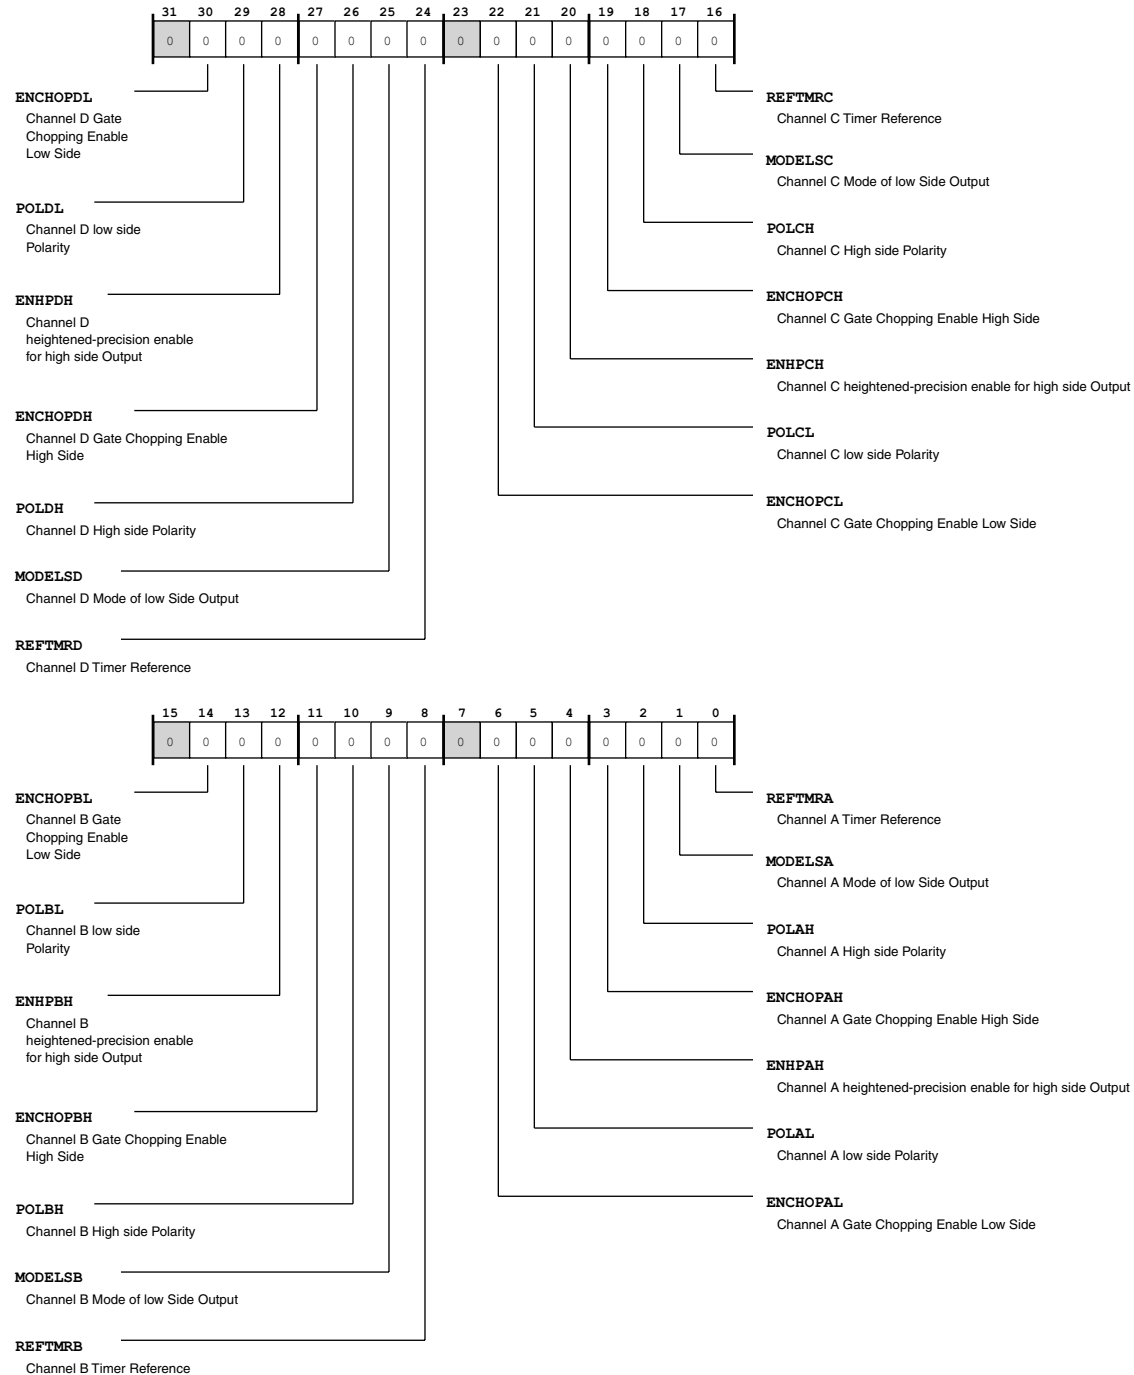 31 30 29 28 27 26 25 24 23 22 21 20 19 18 17 16
0 0 0 0 0 0 0 0 0 0 0 0 0 0 0 0
ENCHOPDL
Channel D Gate
Chopping Enable
Low Side
POLDL
Channel D low side
Polarity
ENHPDH
Channel D
heightened-precision enable
for high side Output
ENCHOPDH
Channel D Gate Chopping Enable
High Side
POLDH
Channel D High side Polarity
MODELSD
Channel D Mode of low Side Output
REFTMRD
Channel D Timer Reference
REFTMRC
Channel C Timer Reference
MODELSC
Channel C Mode of low Side Output
POLCH
Channel C High side Polarity
ENCHOPCH
Channel C Gate Chopping Enable High Side
ENHPCH
Channel C heightened-precision enable for high side Output
POLCL
Channel C low side Polarity
ENCHOPCL
Channel C Gate Chopping Enable Low Side
15 14 13 12 11 10 9 8 7 6 5 4 3 2 1 0
0 0 0 0 0 0 0 0 0 0 0 0 0 0 0 0
ENCHOPBL
Channel B Gate
Chopping Enable
Low Side
POLBL
Channel B low side
Polarity
ENHPBH
Channel B
heightened-precision enable
for high side Output
ENCHOPBH
Channel B Gate Chopping Enable
High Side
POLBH
Channel B High side Polarity
MODELSB
Channel B Mode of low Side Output
REFTMRB
Channel B Timer Reference
REFTMRA
Channel A Timer Reference
MODELSA
Channel A Mode of low Side Output
POLAH
Channel A High side Polarity
ENCHOPAH
Channel A Gate Chopping Enable High Side
ENHPAH
Channel A heightened-precision enable for high side Output
POLAL
Channel A low side Polarity
ENCHOPAL
Channel A Gate Chopping Enable Low Side